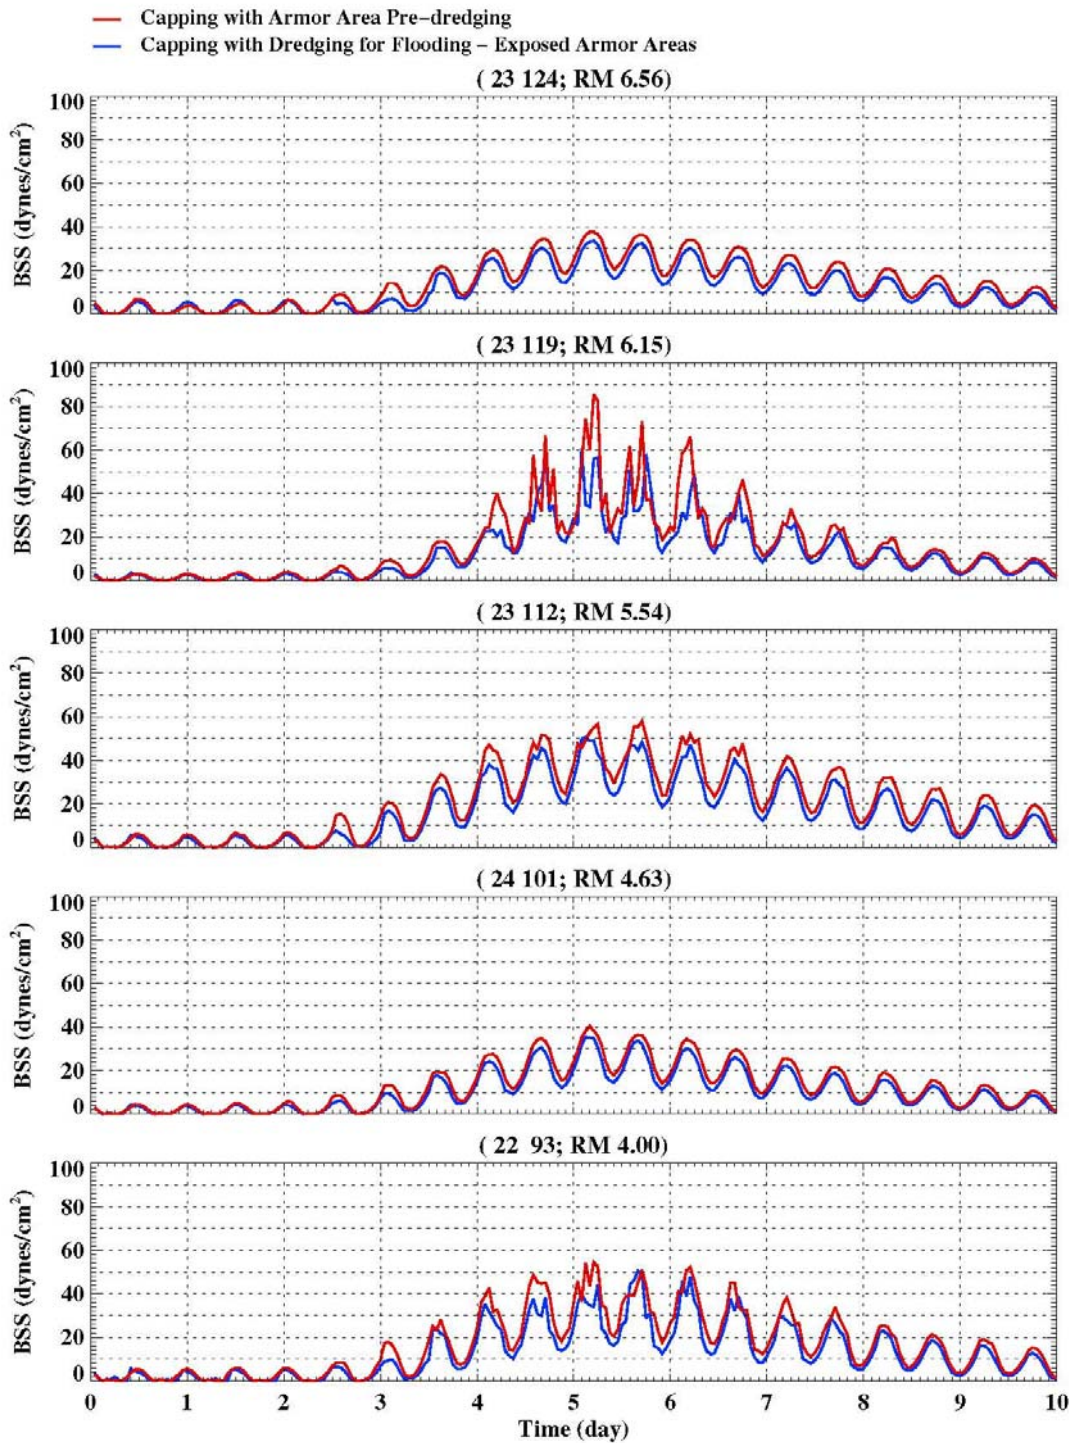 Capping with Armor Area Pre−dredging
Capping with Dredging for Flooding − Exposed Armor Areas
( 23 124; RM 6.56)
100
80
60
40
20
0
BSS (dynes/cm²)
( 23 119; RM 6.15)
100
80
60
40
20
0
BSS (dynes/cm²)
( 23 112; RM 5.54)
100
80
60
40
20
0
BSS (dynes/cm²)
( 24 101; RM 4.63)
100
80
60
40
20
0
BSS (dynes/cm²)
( 22 93; RM 4.00)
100
80
60
40
20
0
BSS (dynes/cm²)
0 1 2 3 4 5 6 7 8 9 10
Time (day)